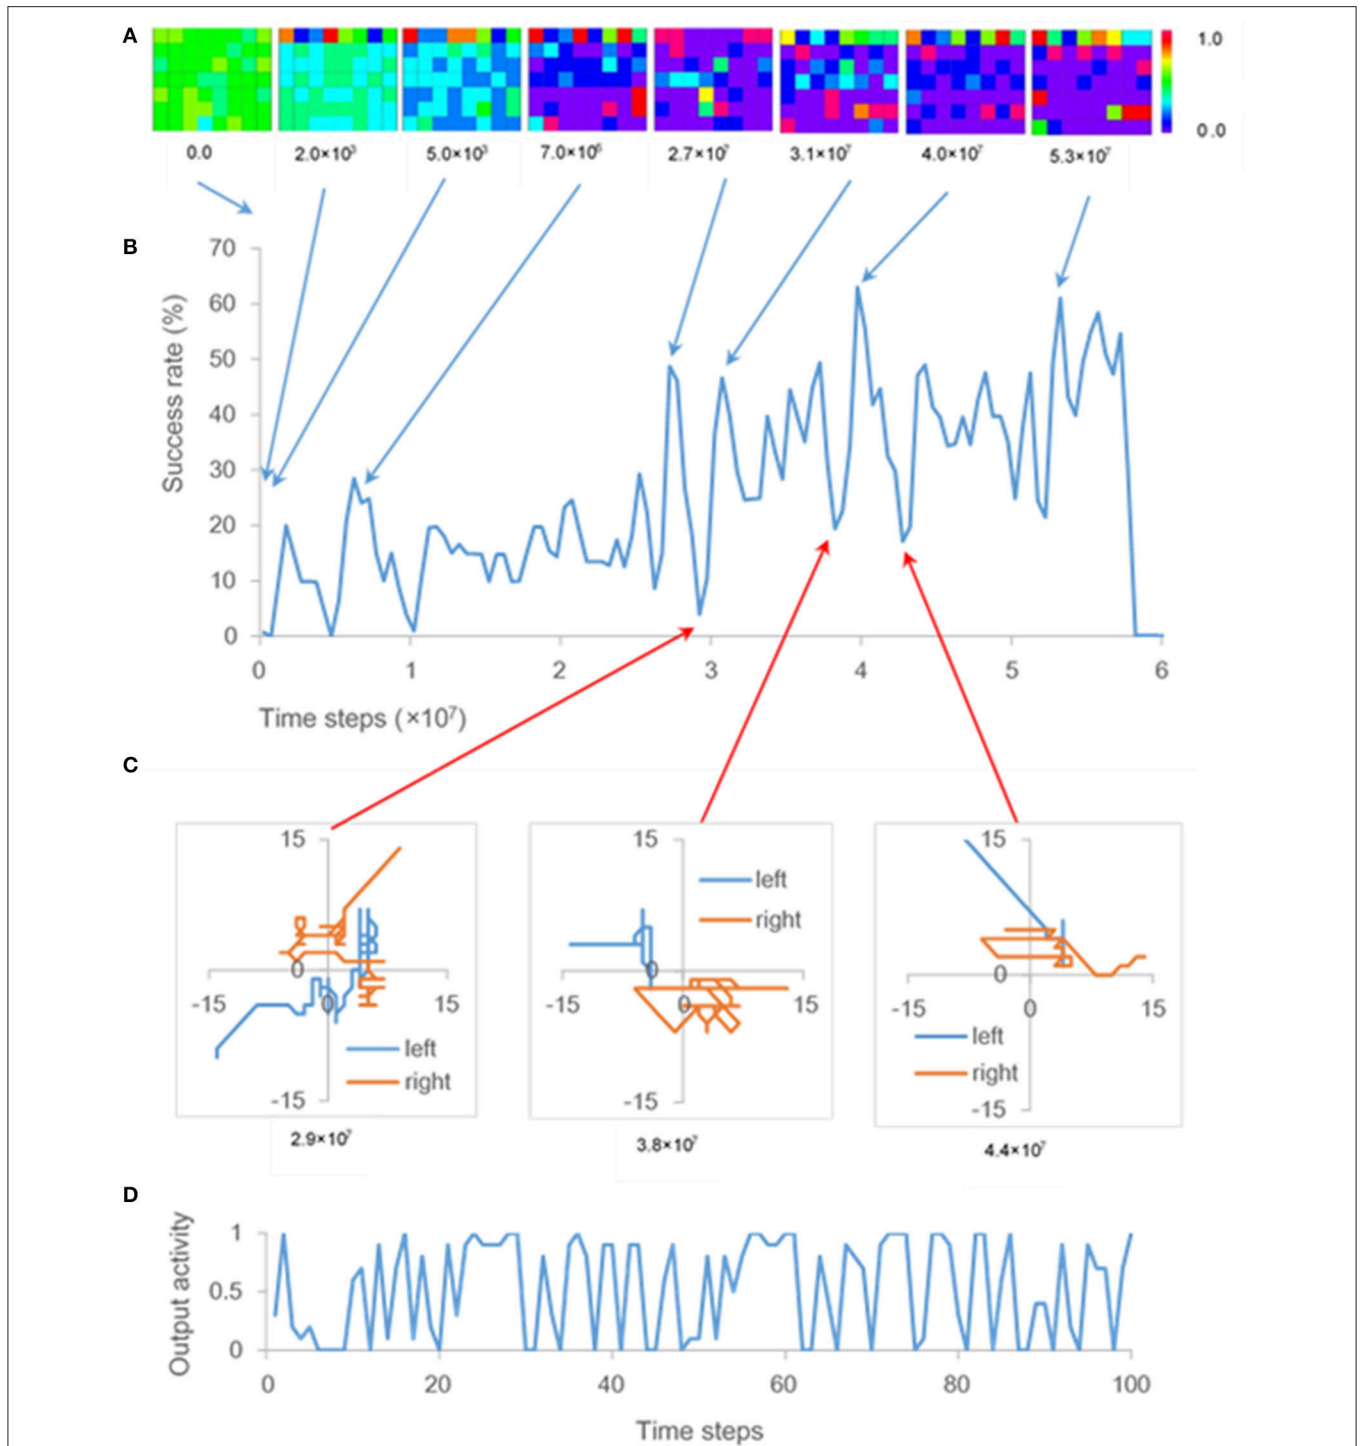 A
1.0
0.0
0.0 2.0×10³ 5.0×10³ 7.0×10⁶ 2.7×10⁷ 3.1×10⁷ 4.0×10⁷ 5.3×10⁷
B
70
60
50
40
30
20
10
0
Success rate (%)
0 1 2 3 4 5 6
Time steps (×10⁷)
C
15
0
-15 0 15
left
right
-15
2.9×10⁷
15
left
right
0
-15 0 15
-15
3.8×10⁷
15
0
-15 0 15
left
right
-15
4.4×10⁷
D
Output activity
1
0.5
0
0 20 40 60 80 100
Time steps